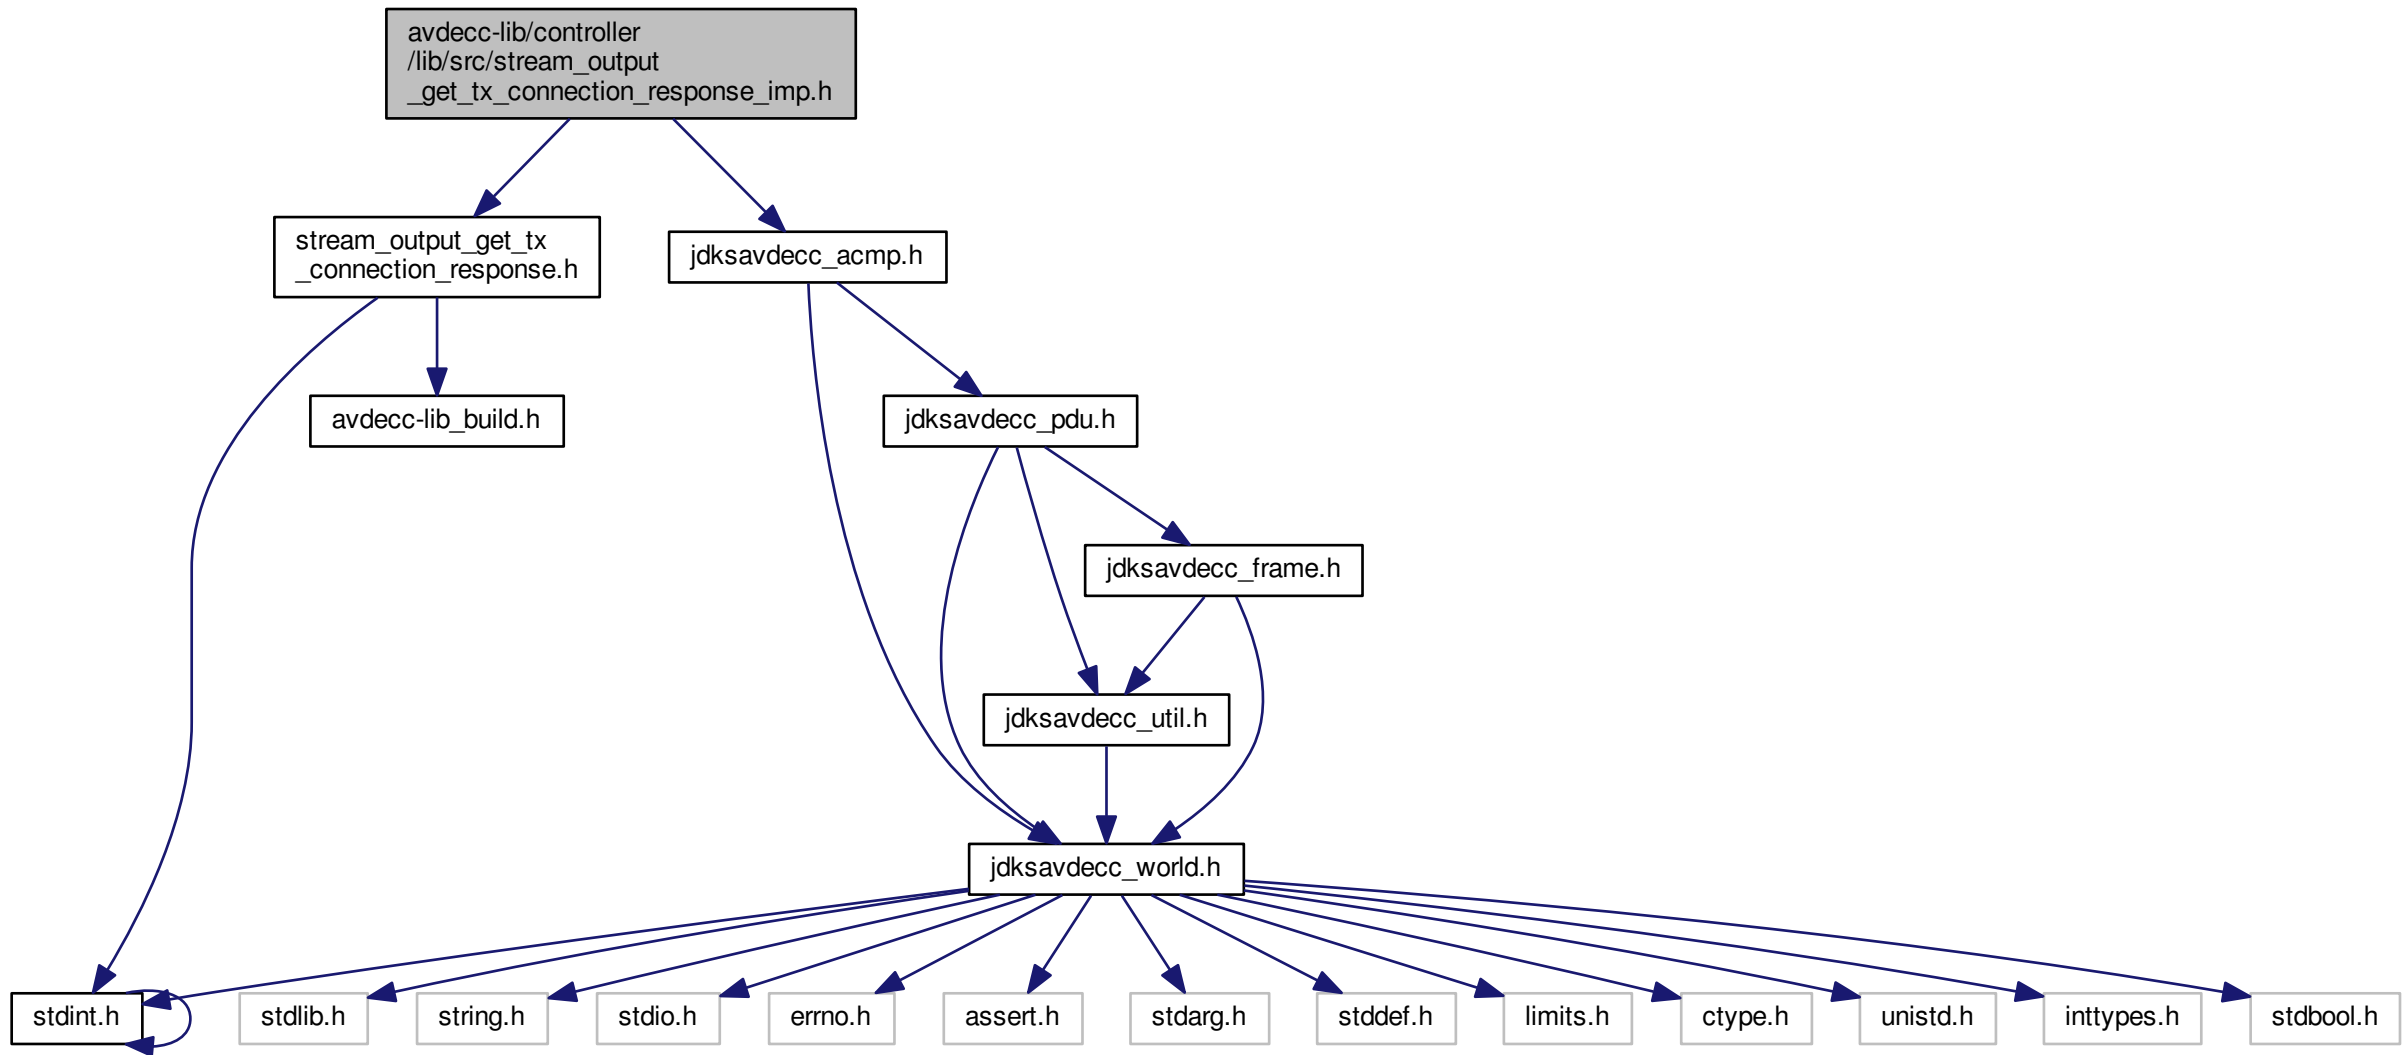 avdecc-lib/controller
/lib/src/stream_output
_get_tx_connection_response_imp.h
stream_output_get_tx
_connection_response.h
jdksavdecc_acmp.h
avdecc-lib_build.h
jdksavdecc_pdu.h
jdksavdecc_frame.h
jdksavdecc_util.h
jdksavdecc_world.h
stdint.h
stdlib.h
string.h
stdio.h
errno.h
assert.h
stdarg.h
stddef.h
limits.h
ctype.h
unistd.h
inttypes.h
stdbool.h